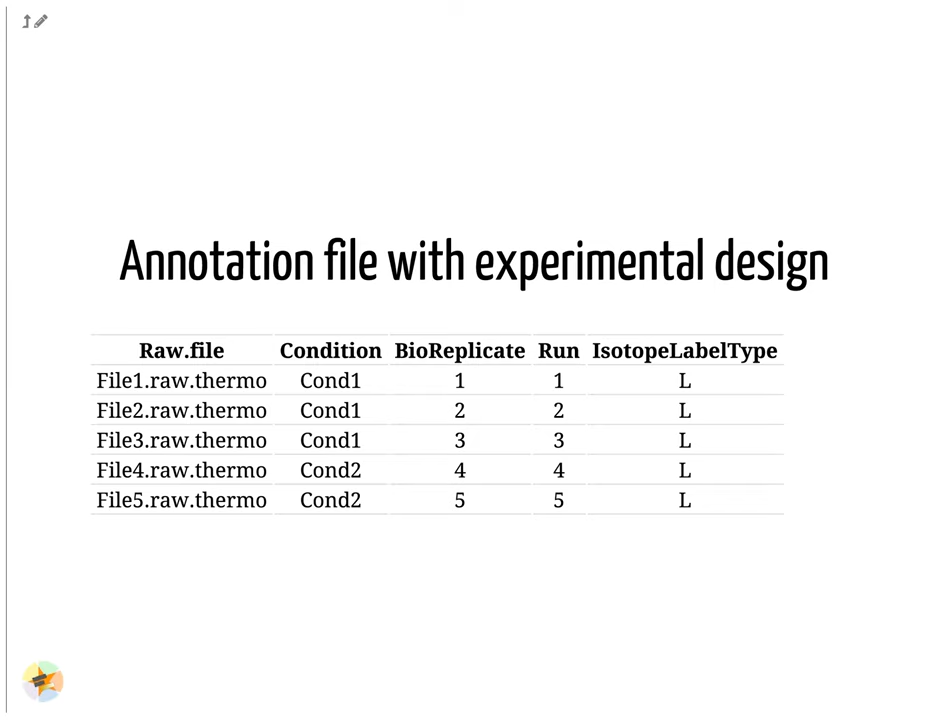 Annotation file with experimental design
Raw.file Condition BioReplicate Run IsotopeLabelType
File1.raw.thermo Cond1 1 1 L
File2.raw.thermo Cond1 2 2 L
File3.raw.thermo Cond1 3 3 L
File4.raw.thermo Cond2 4 4 L
File5.raw.thermo Cond2 5 5 L